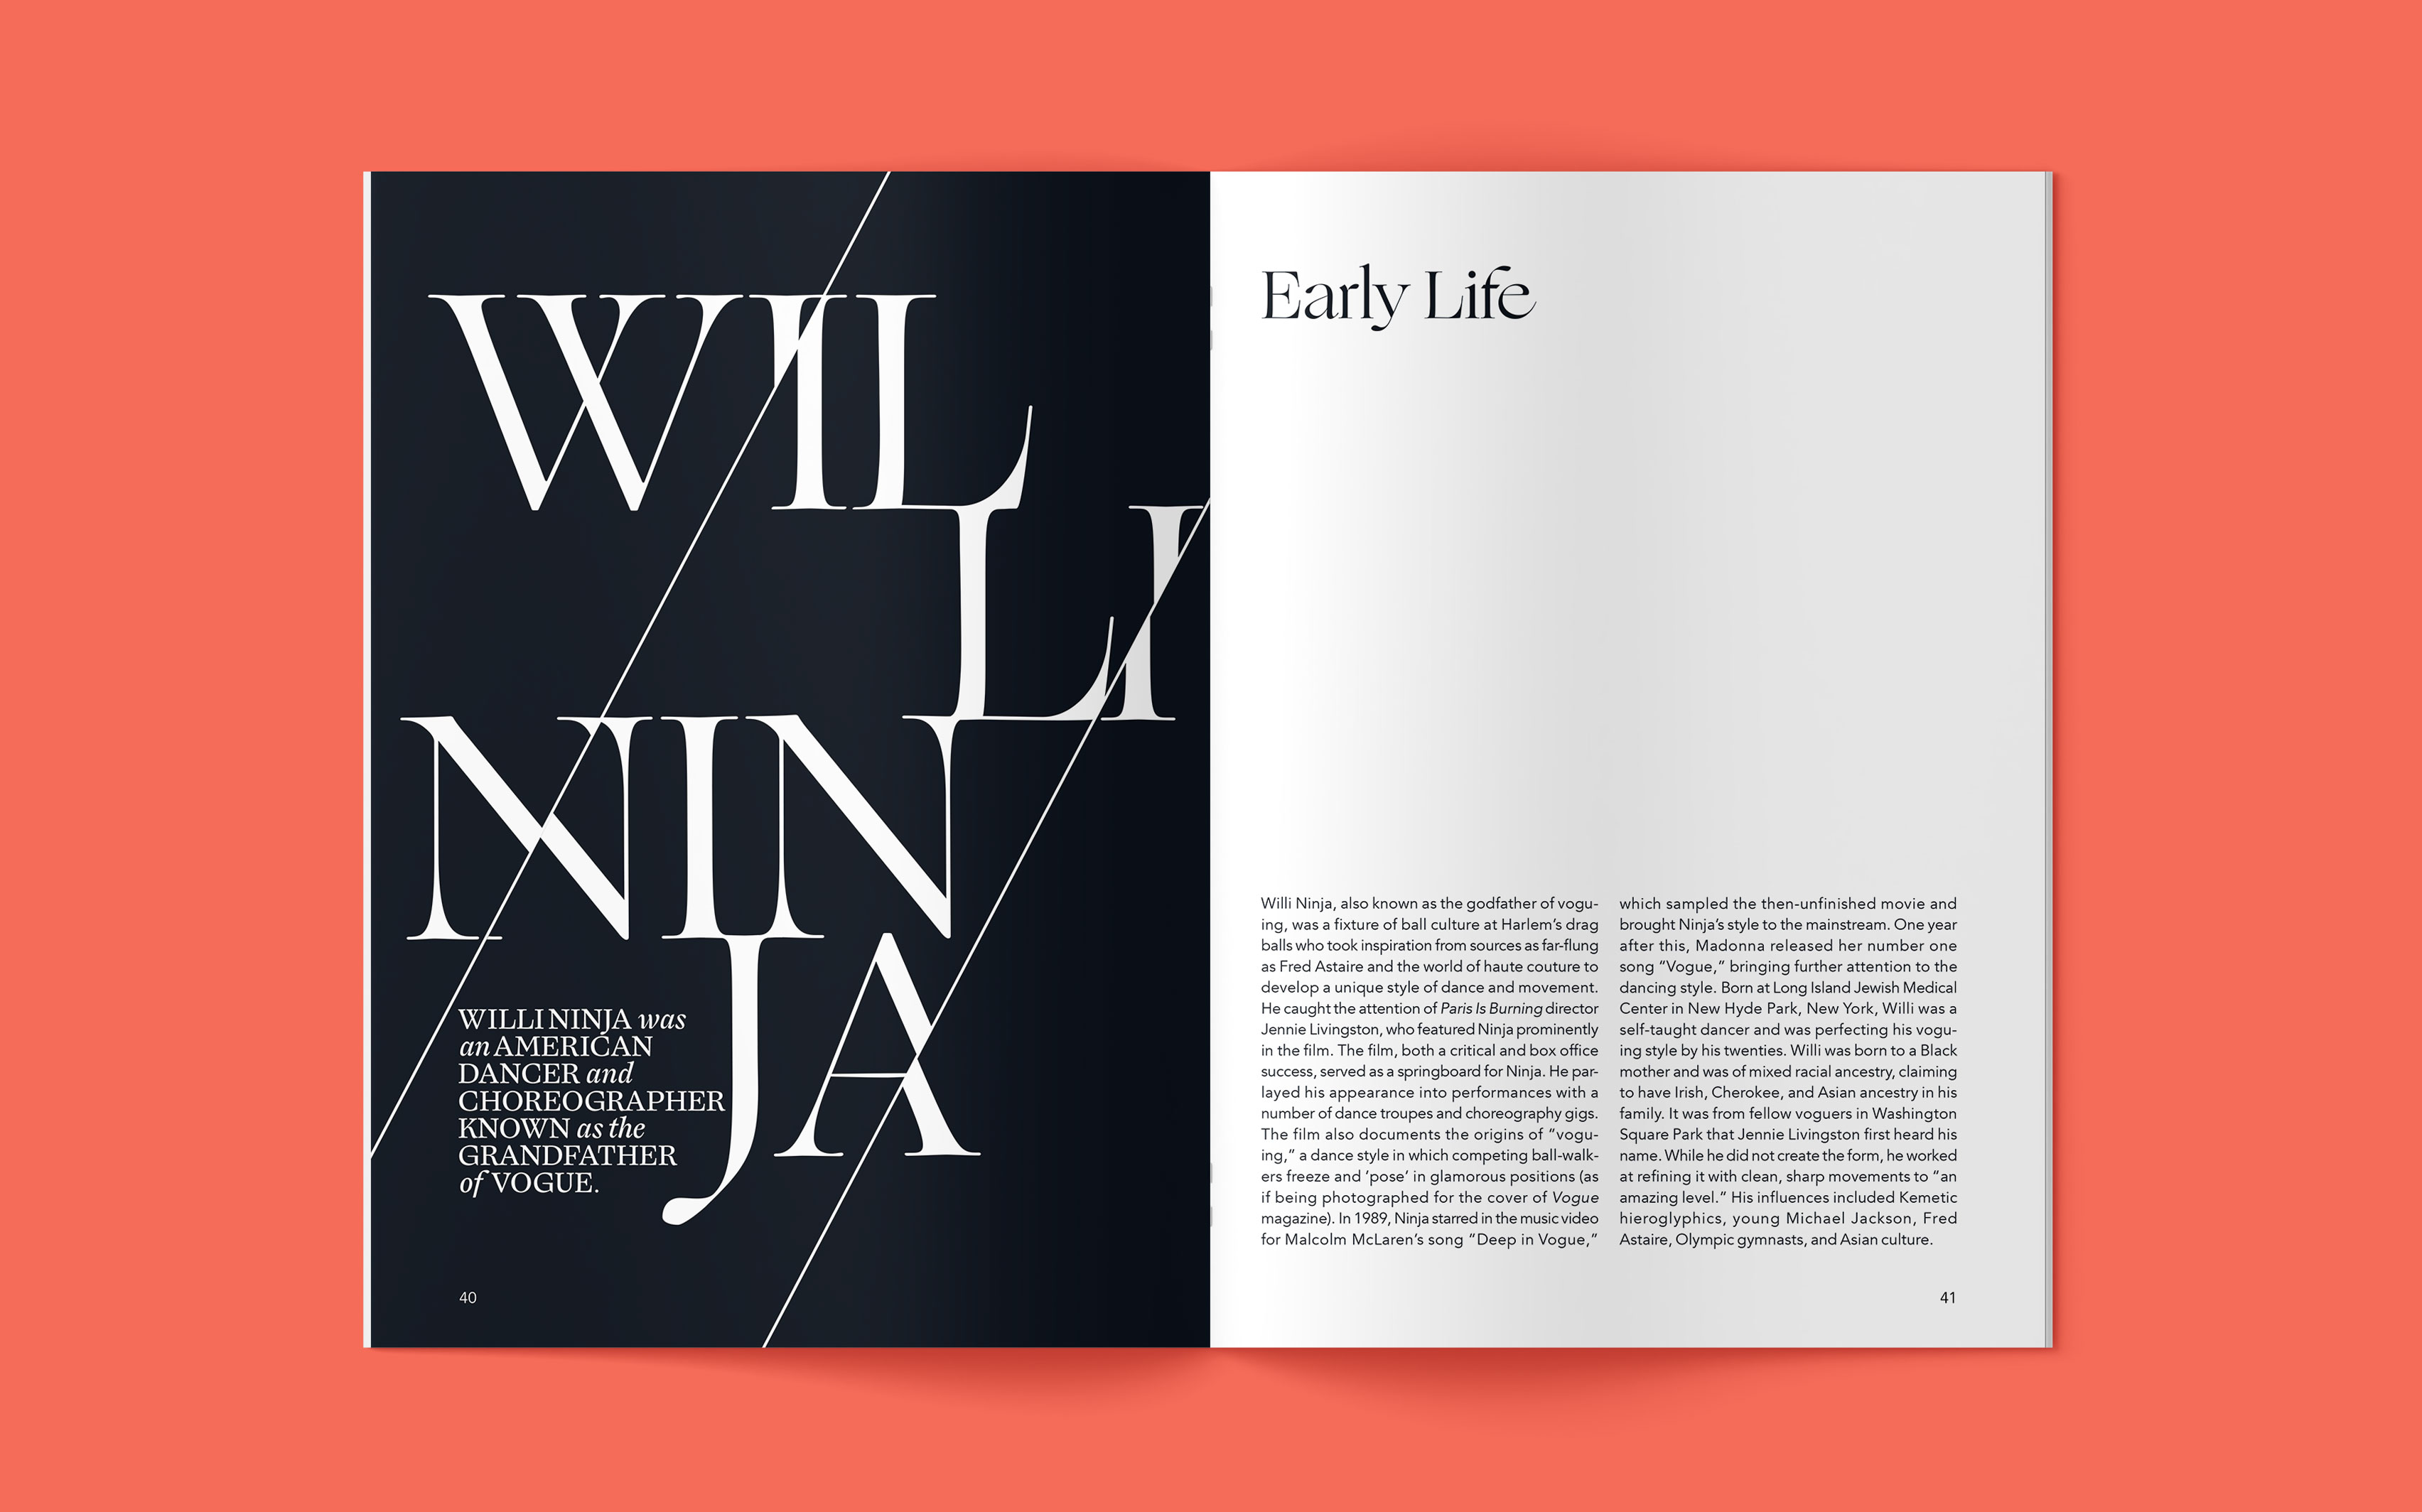 WIL
LI
NIN
JA
WILLI NINJA was
an AMERICAN
DANCER and
CHOREOGRAPHER
KNOWN as the
GRANDFATHER
of VOGUE.
40
Early Life
Willi Ninja, also known as the godfather of vogu-
ing, was a fixture of ball culture at Harlem’s drag
balls who took inspiration from sources as far-flung
as Fred Astaire and the world of haute couture to
develop a unique style of dance and movement.
He caught the attention of Paris Is Burning director
Jennie Livingston, who featured Ninja prominently
in the film. The film, both a critical and box office
success, served as a springboard for Ninja. He par-
layed his appearance into performances with a
number of dance troupes and choreography gigs.
The film also documents the origins of “vogu-
ing,” a dance style in which competing ball-walk-
ers freeze and ‘pose’ in glamorous positions (as
if being photographed for the cover of Vogue
magazine). In 1989, Ninja starred in the music video
for Malcolm McLaren’s song “Deep in Vogue,”
which sampled the then-unfinished movie and
brought Ninja’s style to the mainstream. One year
after this, Madonna released her number one
song “Vogue,” bringing further attention to the
dancing style. Born at Long Island Jewish Medical
Center in New Hyde Park, New York, Willi was a
self-taught dancer and was perfecting his vogu-
ing style by his twenties. Willi was born to a Black
mother and was of mixed racial ancestry, claiming
to have Irish, Cherokee, and Asian ancestry in his
family. It was from fellow voguers in Washington
Square Park that Jennie Livingston first heard his
name. While he did not create the form, he worked
at refining it with clean, sharp movements to “an
amazing level.” His influences included Kemetic
hieroglyphics, young Michael Jackson, Fred
Astaire, Olympic gymnasts, and Asian culture.
41